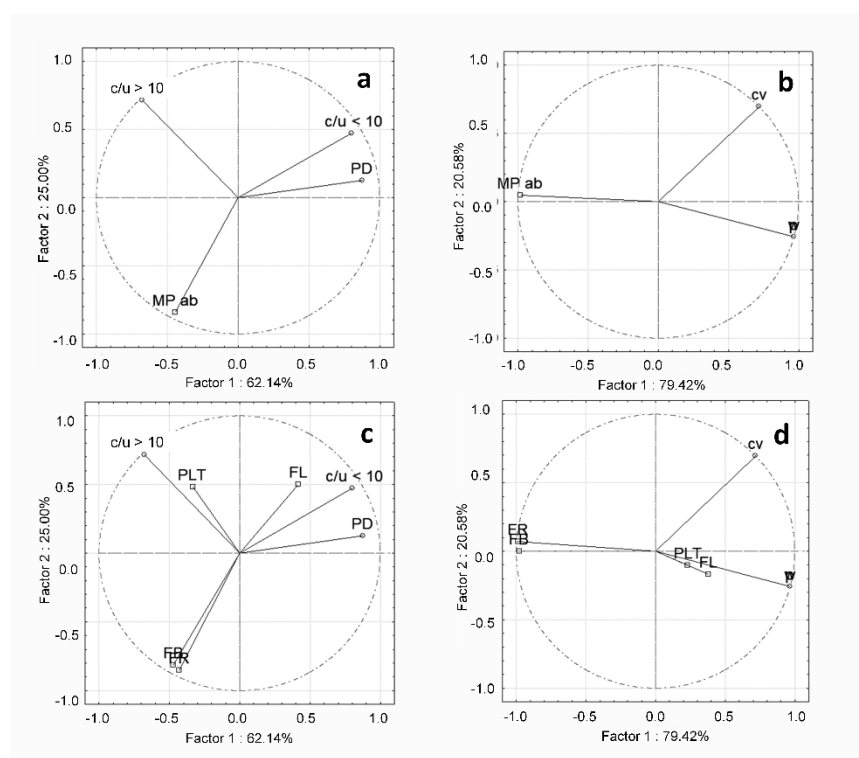 a
1.0
c/u > 10
0.5
c/u < 10
PD
0.0
-0.5
MP ab
-1.0
-1.0 -0.5 0.0 0.5 1.0
Factor 1 : 62.14%
Factor 2 : 25.00%
b
1.0
cv
0.5
MP ab
0.0
-0.5
-1.0
-1.0 -0.5 0.0 0.5 1.0
Factor 1 : 79.42%
Factor 2 : 20.58%
c
1.0
c/u > 10
PLT
FL
0.5
c/u < 10
PD
0.0
-0.5
FB
FR
-1.0
-1.0 -0.5 0.0 0.5 1.0
Factor 1 : 62.14%
Factor 2 : 25.00%
d
1.0
cv
0.5
FR
FB
PLT
FL
0.0
-0.5
-1.0
-1.0 -0.5 0.0 0.5 1.0
Factor 1 : 79.42%
Factor 2 : 20.58%